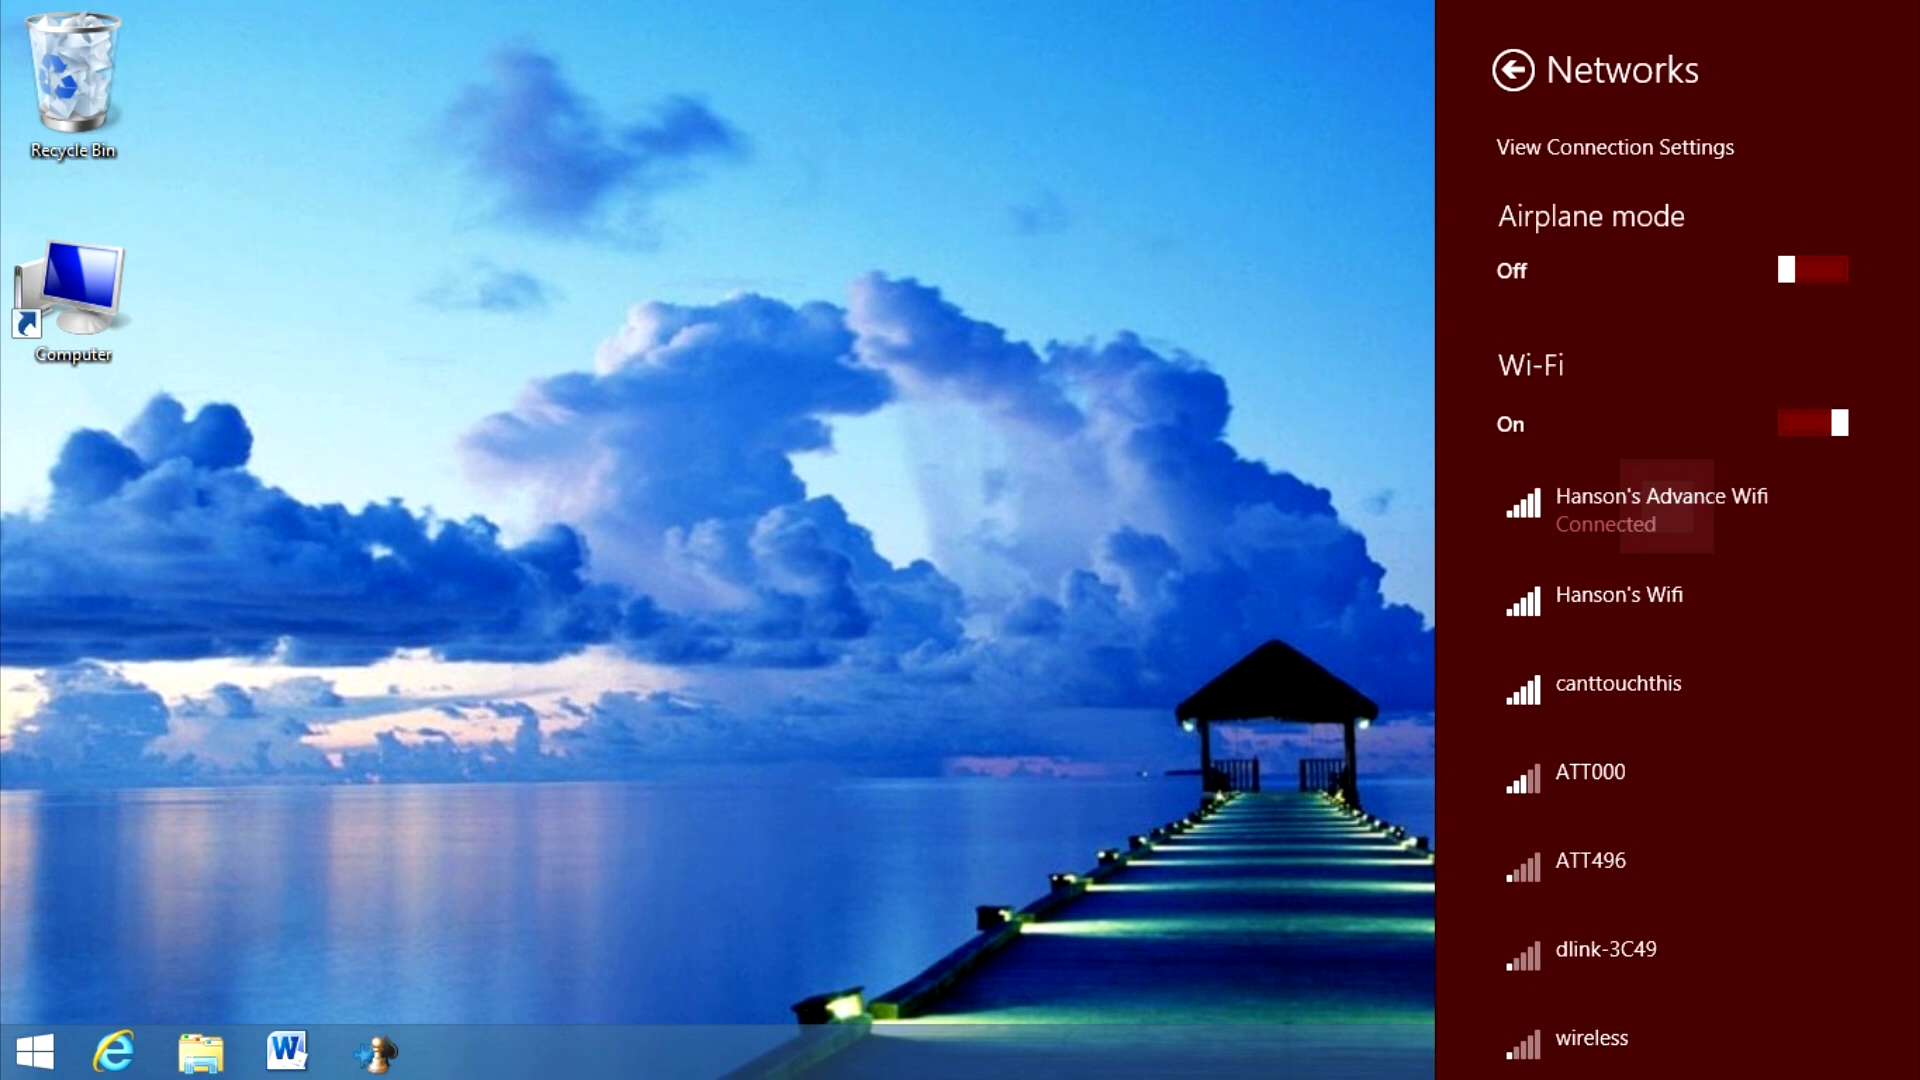 Recycle Bin
Computer
W
Networks
View Connection Settings
Airplane mode
Off
Wi-Fi
On
Hanson's Advance Wifi
Connected
Hanson's Wifi
canttouchthis
ATT000
ATT496
dlink-3C49
wireless